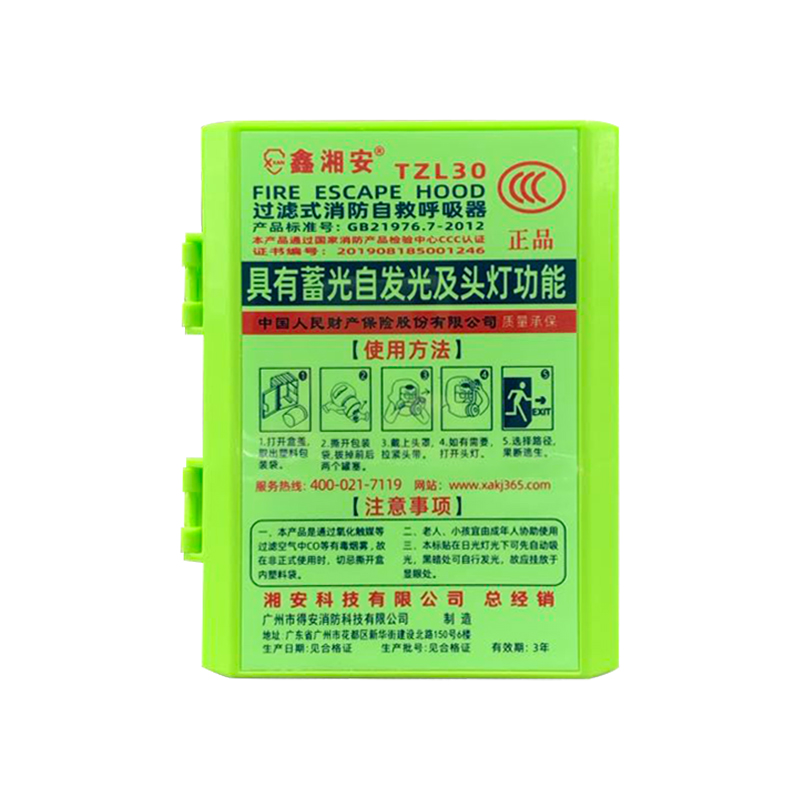 XAAN 鑫湘安®
TZL30
FIRE ESCAPE HOOD
过滤式消防自救呼吸器
产品标准号: GB21976.7-2012
本产品通过国家消防产品检验中心CCC认证
证书编号: 201908185001246
CCC
正品
具有蓄光自发光及头灯功能
中国人民财产保险股份有限公司 质量承保
【使用方法】
1 2 3 4 5
EXIT
1.打开盒盖,
取出塑料包
装袋。
2.撕开包装
袋,拔掉前后
两个罐塞。
3.戴上头罩,
拉紧头带。
4.如有需要,
打开头灯。
5.选择路径,
果断逃生。
服务热线: 400-021-7119 网站: www.xakj365.com
【注意事项】
一、本产品是通过氧化触媒等
过滤空气中CO等有毒烟雾, 故
在非正式使用时, 切忌撕开盒
内塑料袋。
二、老人、小孩宜由成年人协助使用
三、本标贴在日光灯光下可先自动吸
光, 黑暗处可自行发光, 故应挂放于
显眼处。
湘安科技有限公司 总经销
广州市得安消防科技有限公司 制 造
地址: 广东省广州市花都区新华街建设北路150号6楼
生产日期: 见合格证 生产批号: 见合格证 有效期: 3年